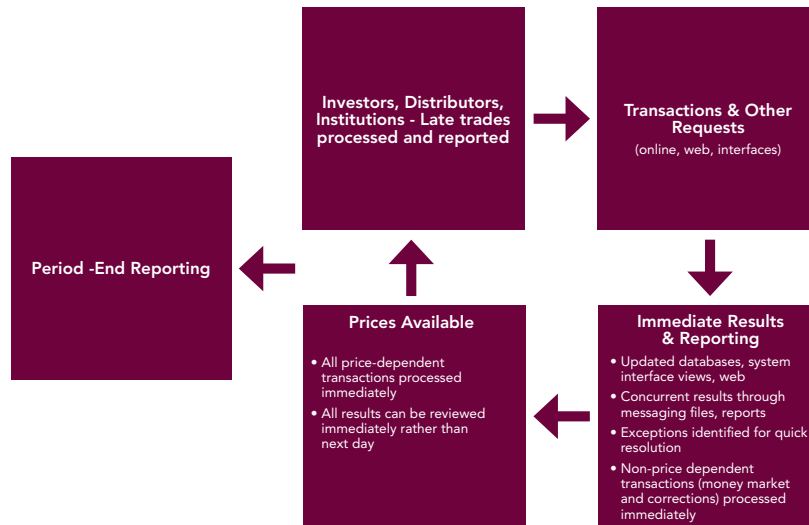 Investors, Distributors,
Institutions - Late trades
processed and reported
Transactions & Other
Requests
(online, web, interfaces)
Period -End Reporting
Prices Available
• All price-dependent
transactions processed
immediately
• All results can be reviewed
immediately rather than
next day
Immediate Results
& Reporting
• Updated databases, system
interface views, web
• Concurrent results through
messaging files, reports
• Exceptions identified for quick
resolution
• Non-price dependent
transactions (money market
and corrections) processed
immediately